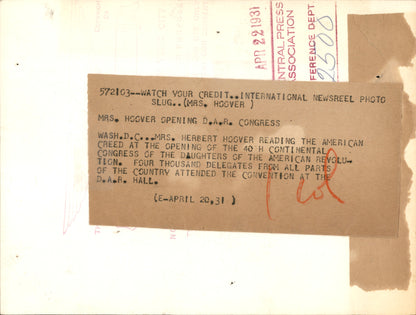 572103--WATCH YOUR CREDIT..INTERNATIONAL NEWSREEL PHOTO
SLUG..(MRS. HOOVER )
MRS. HOOVER OPENING D.A.R. CONGRESS
WASH.D.C...MRS. HERBERT HOOVER READING THE AMERICAN
CREED AT THE OPENING OF THE 40 H CONTINENTAL
CONGRESS OF THE DAUGHTERS OF THE AMERICAN REVOLU-
TION. FOUR THOUSAND DELEGATES FROM ALL PARTS
OF THE COUNTRY ATTENDED THE CONVENTION AT THE
D.A.R. HALL.
(E-APRIL 20,31 )
APR 22 1931
NTRAL PRESS
ASSOCIATION
FERENCE DEPT